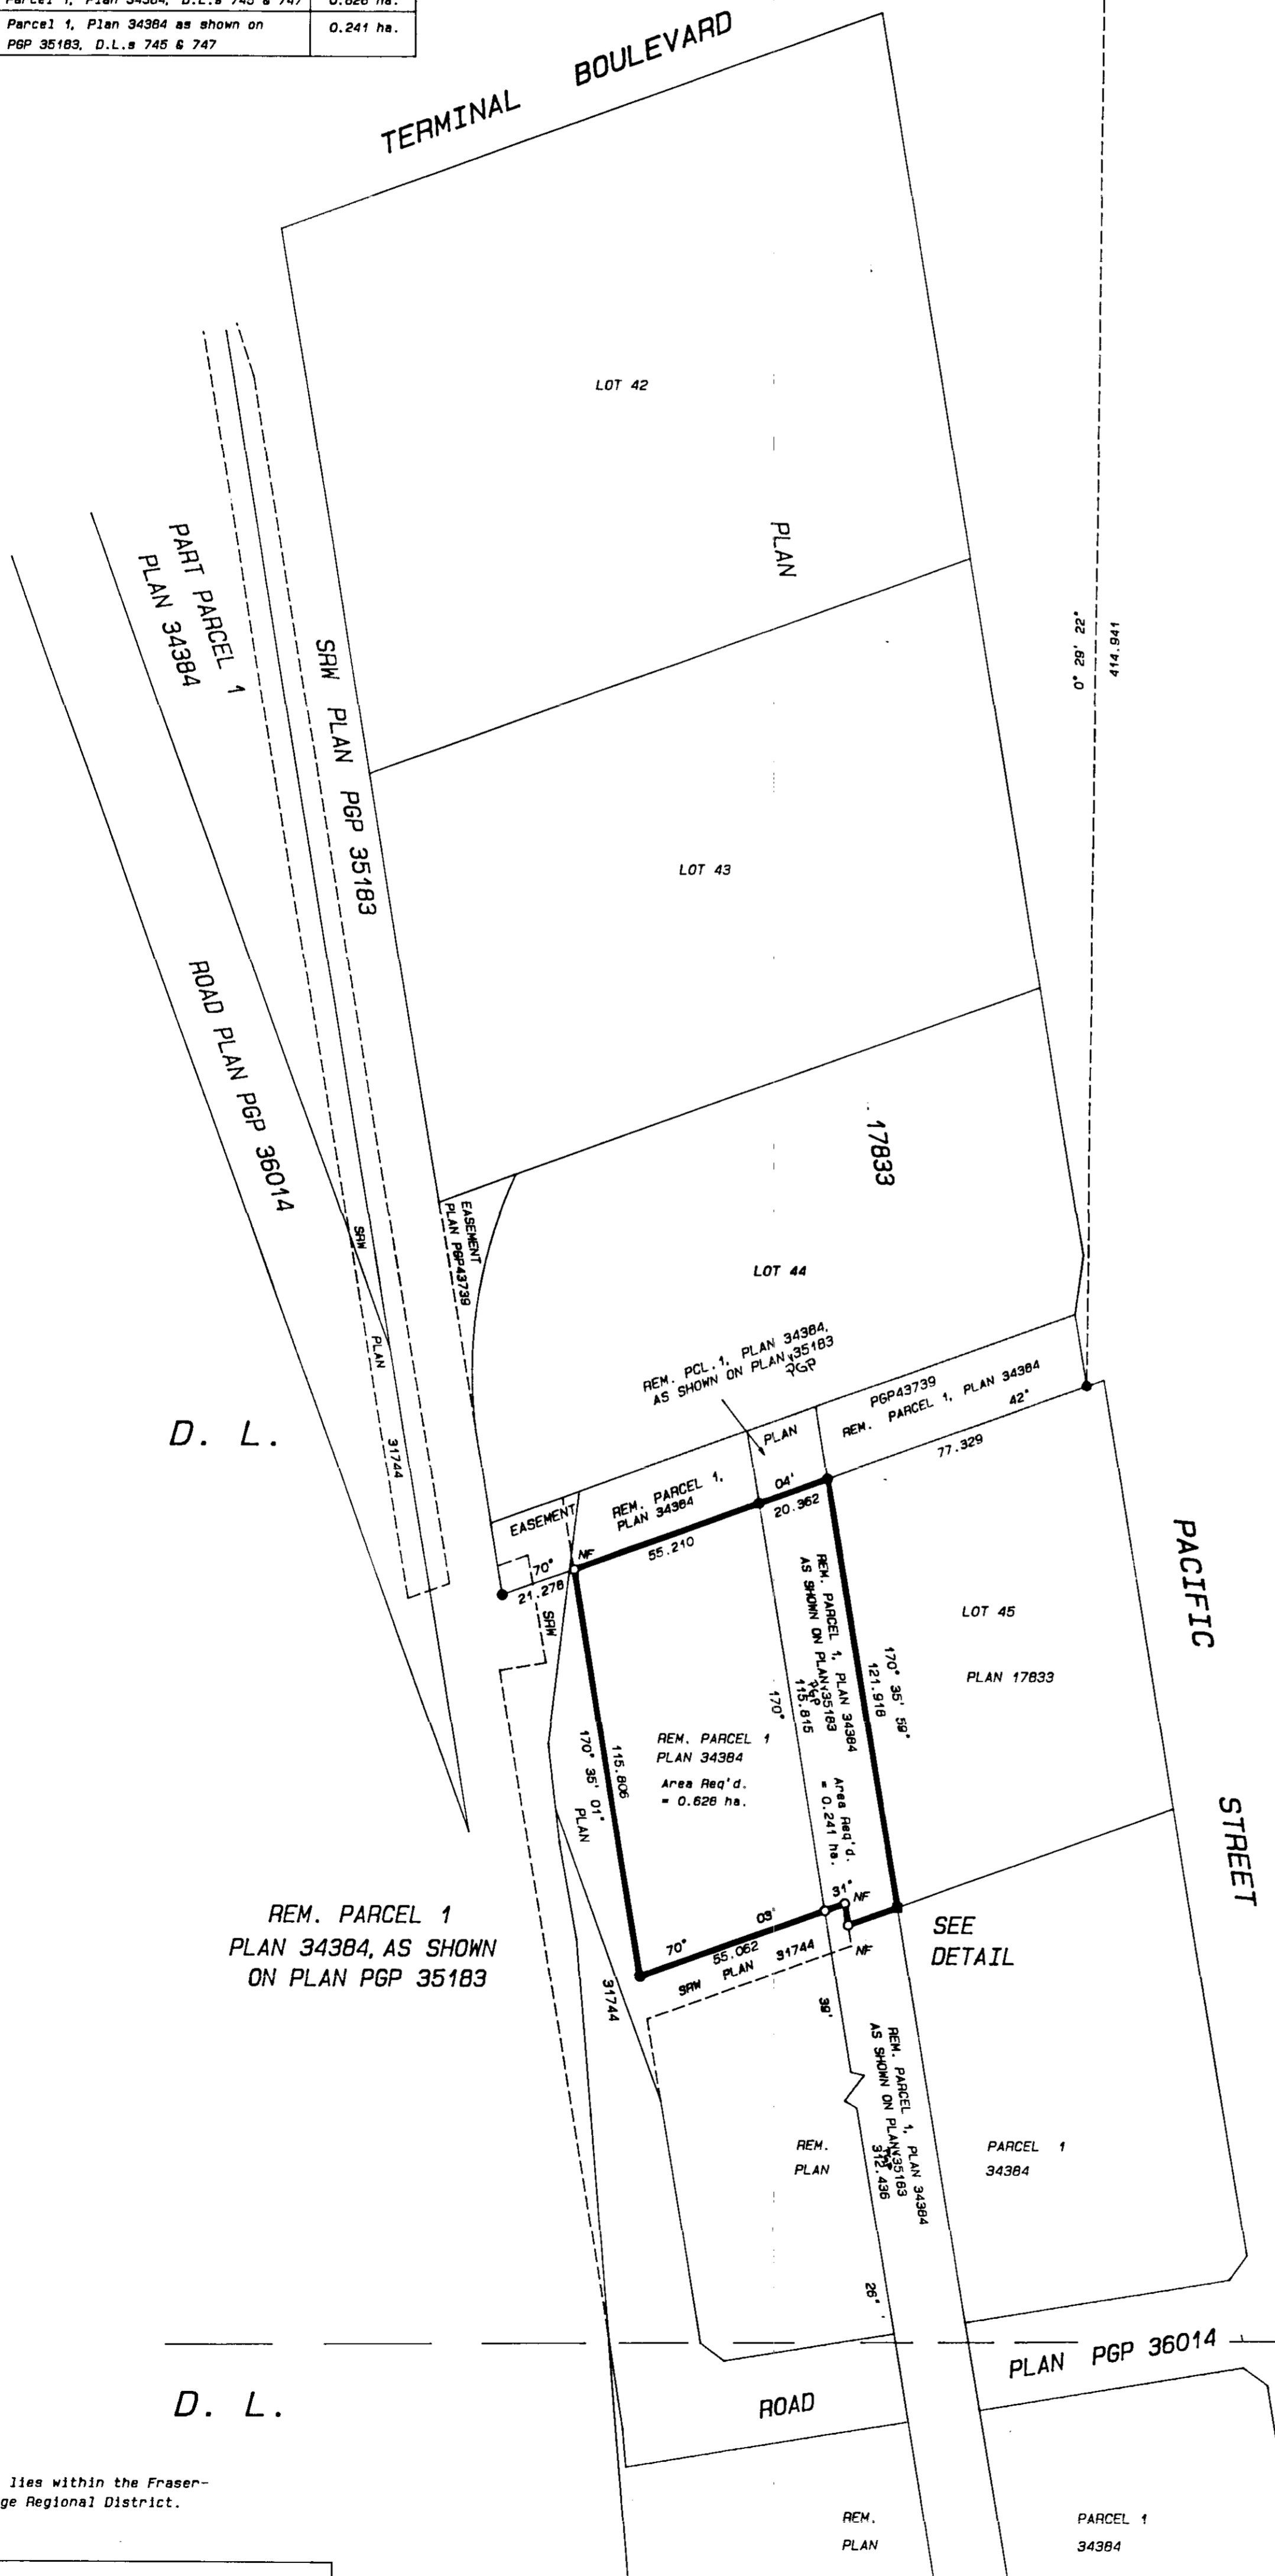 Parcel 1, Plan 34384, D.L.s 745 & 747
0.628 ha.
Parcel 1, Plan 34384 as shown on
PGP 35183, D.L.s 745 & 747
0.241 ha.
TERMINAL BOULEVARD
LOT 42
PLAN
PART PARCEL 1
PLAN 34384
SRW PLAN PGP 35183
0° 29' 22"
414.941
LOT 43
ROAD PLAN PGP 36014
17833
EASEMENT
PLAN PGP43739
SRW
PLAN
31744
LOT 44
REM. PCL.1, PLAN 34384,
AS SHOWN ON PLAN 35183
PGP
D. L.
PGP43739
REM. PARCEL 1, PLAN 34384
42"
77.329
PLAN
04'
20.362
REM. PARCEL 1,
PLAN 34384
55.210
EASEMENT
NF
70°
21.278
SRW
PACIFIC
STREET
LOT 45
PLAN 17833
REM. PARCEL 1, PLAN 34384
AS SHOWN ON PLAN 35183
PGP
115.815
170°
170° 35' 59"
121.918
REM. PARCEL 1
PLAN 34384
Area Req'd.
= 0.628 ha.
Area Req'd.
= 0.241 ha.
115.806
170° 35' 01"
PLAN
31744
31"
NF
03'
70°
55.062
SRW PLAN 31744
NF
SEE
DETAIL
REM. PARCEL 1
PLAN 34384, AS SHOWN
ON PLAN PGP 35183
39'
REM. PARCEL 1, PLAN 34384
AS SHOWN ON PLAN 35183
PGP
312.436
REM.
PLAN
PARCEL 1
34384
26"
PLAN PGP 36014
ROAD
D. L.
lies within the Fraser-
ge Regional District.
REM.
PLAN
PARCEL 1
34384